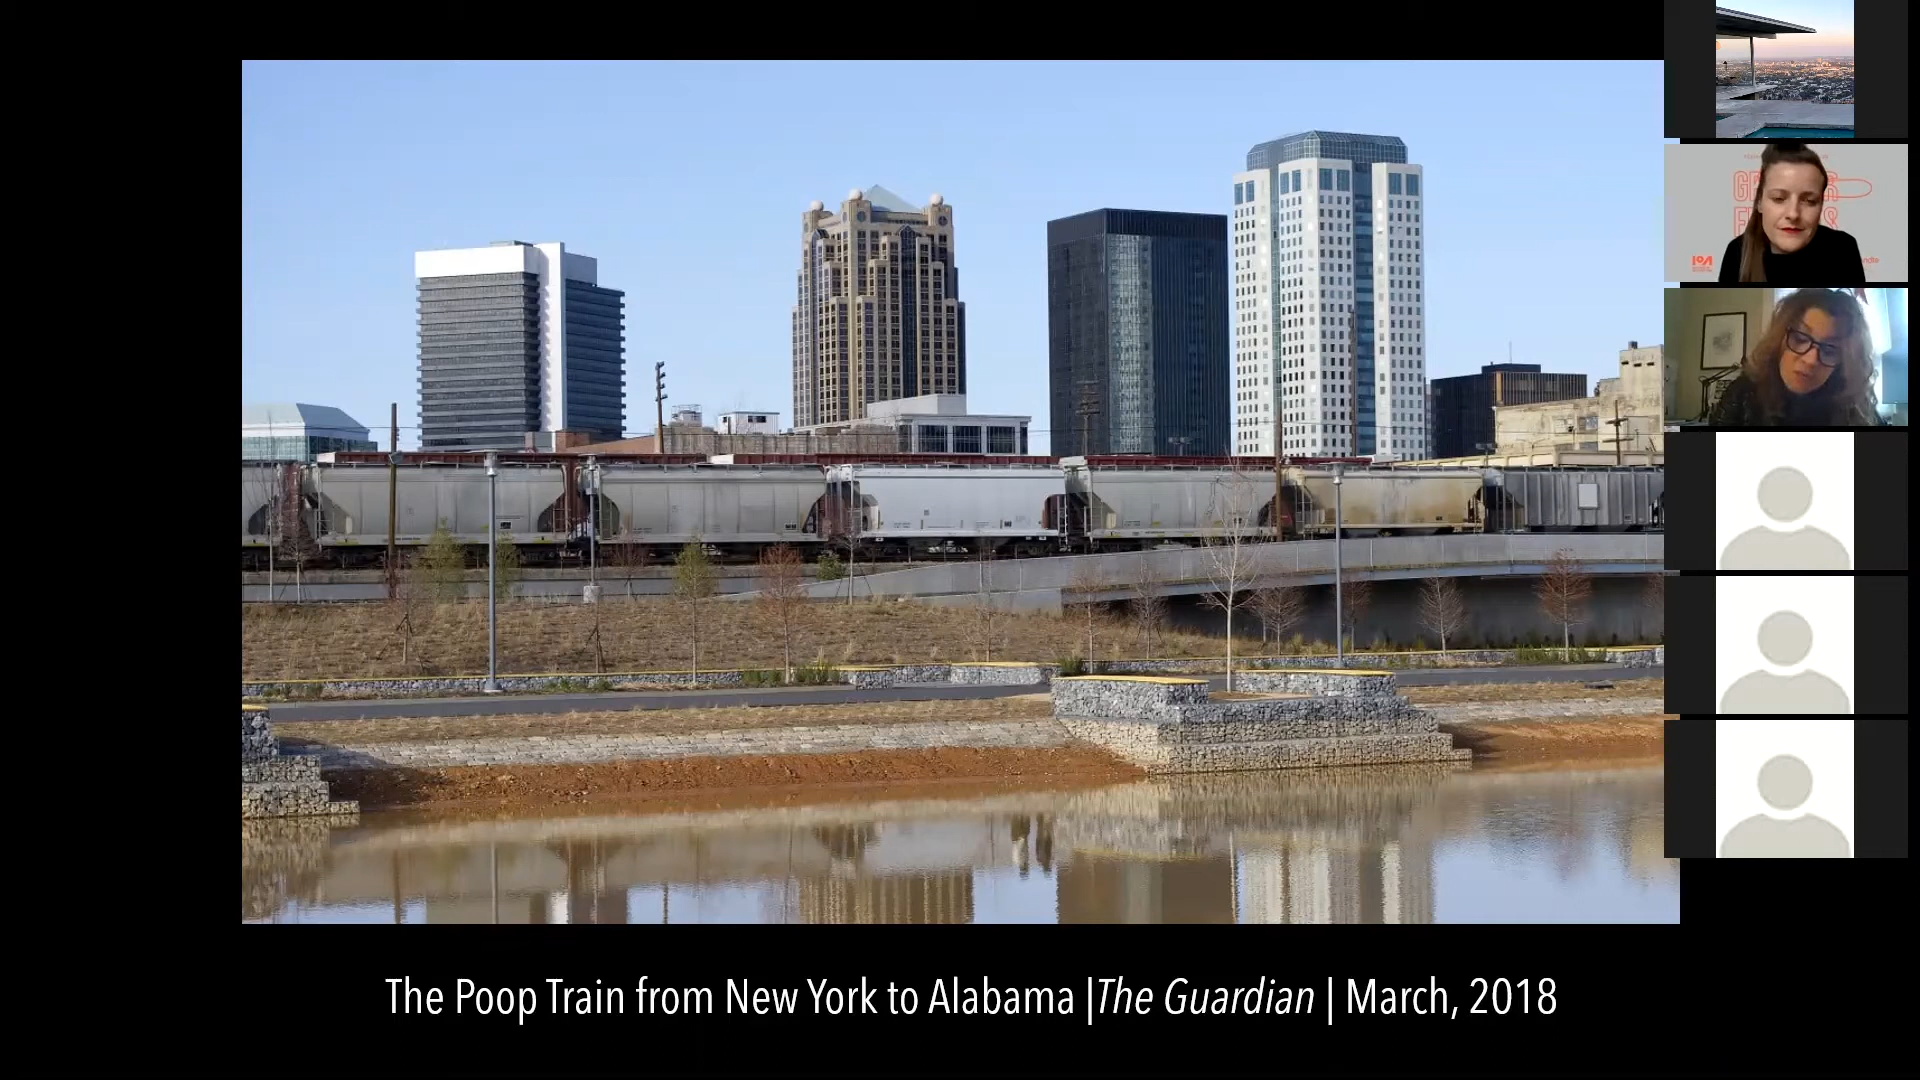 The Poop Train from New York to Alabama |The Guardian | March, 2018